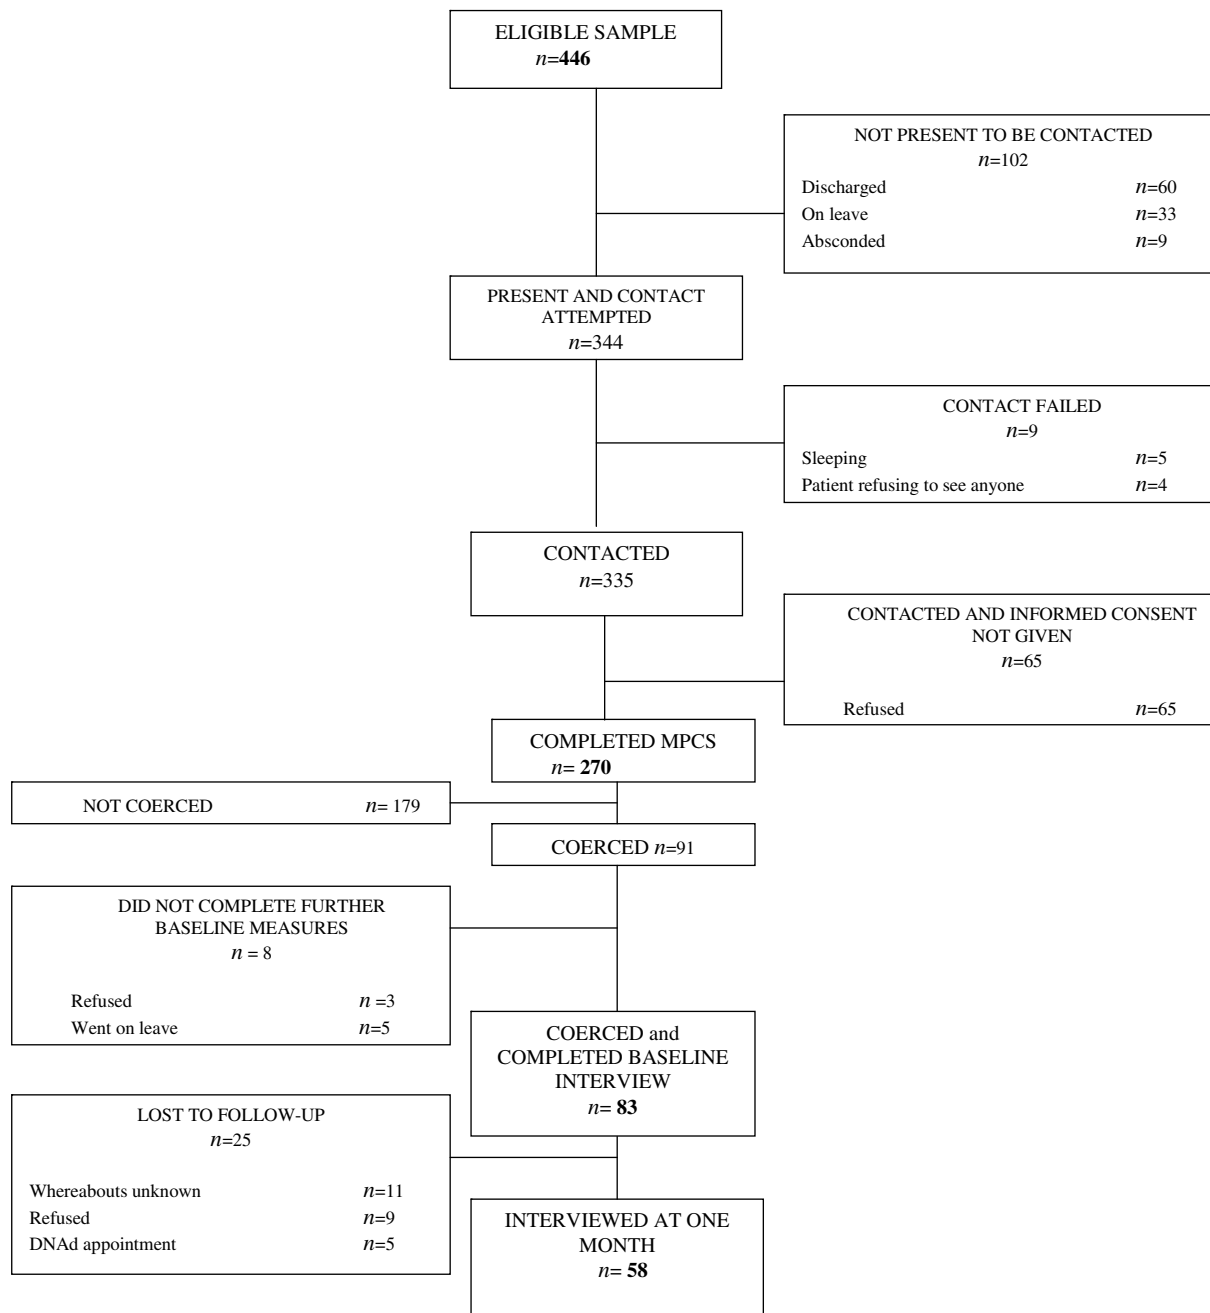 ELIGIBLE SAMPLE
n=446
NOT PRESENT TO BE CONTACTED
n=102
Discharged n=60
On leave n=33
Absconded n=9
PRESENT AND CONTACT
ATTEMPTED
n=344
CONTACT FAILED
n=9
Sleeping n=5
Patient refusing to see anyone n=4
CONTACTED
n=335
CONTACTED AND INFORMED CONSENT
NOT GIVEN
n=65
Refused n=65
COMPLETED MPCS
n= 270
NOT COERCED n= 179
COERCED n=91
DID NOT COMPLETE FURTHER
BASELINE MEASURES
n = 8
Refused n =3
Went on leave n=5
COERCED and
COMPLETED BASELINE
INTERVIEW
n= 83
LOST TO FOLLOW-UP
n=25
Whereabouts unknown n=11
Refused n=9
DNAd appointment n=5
INTERVIEWED AT ONE
MONTH
n= 58